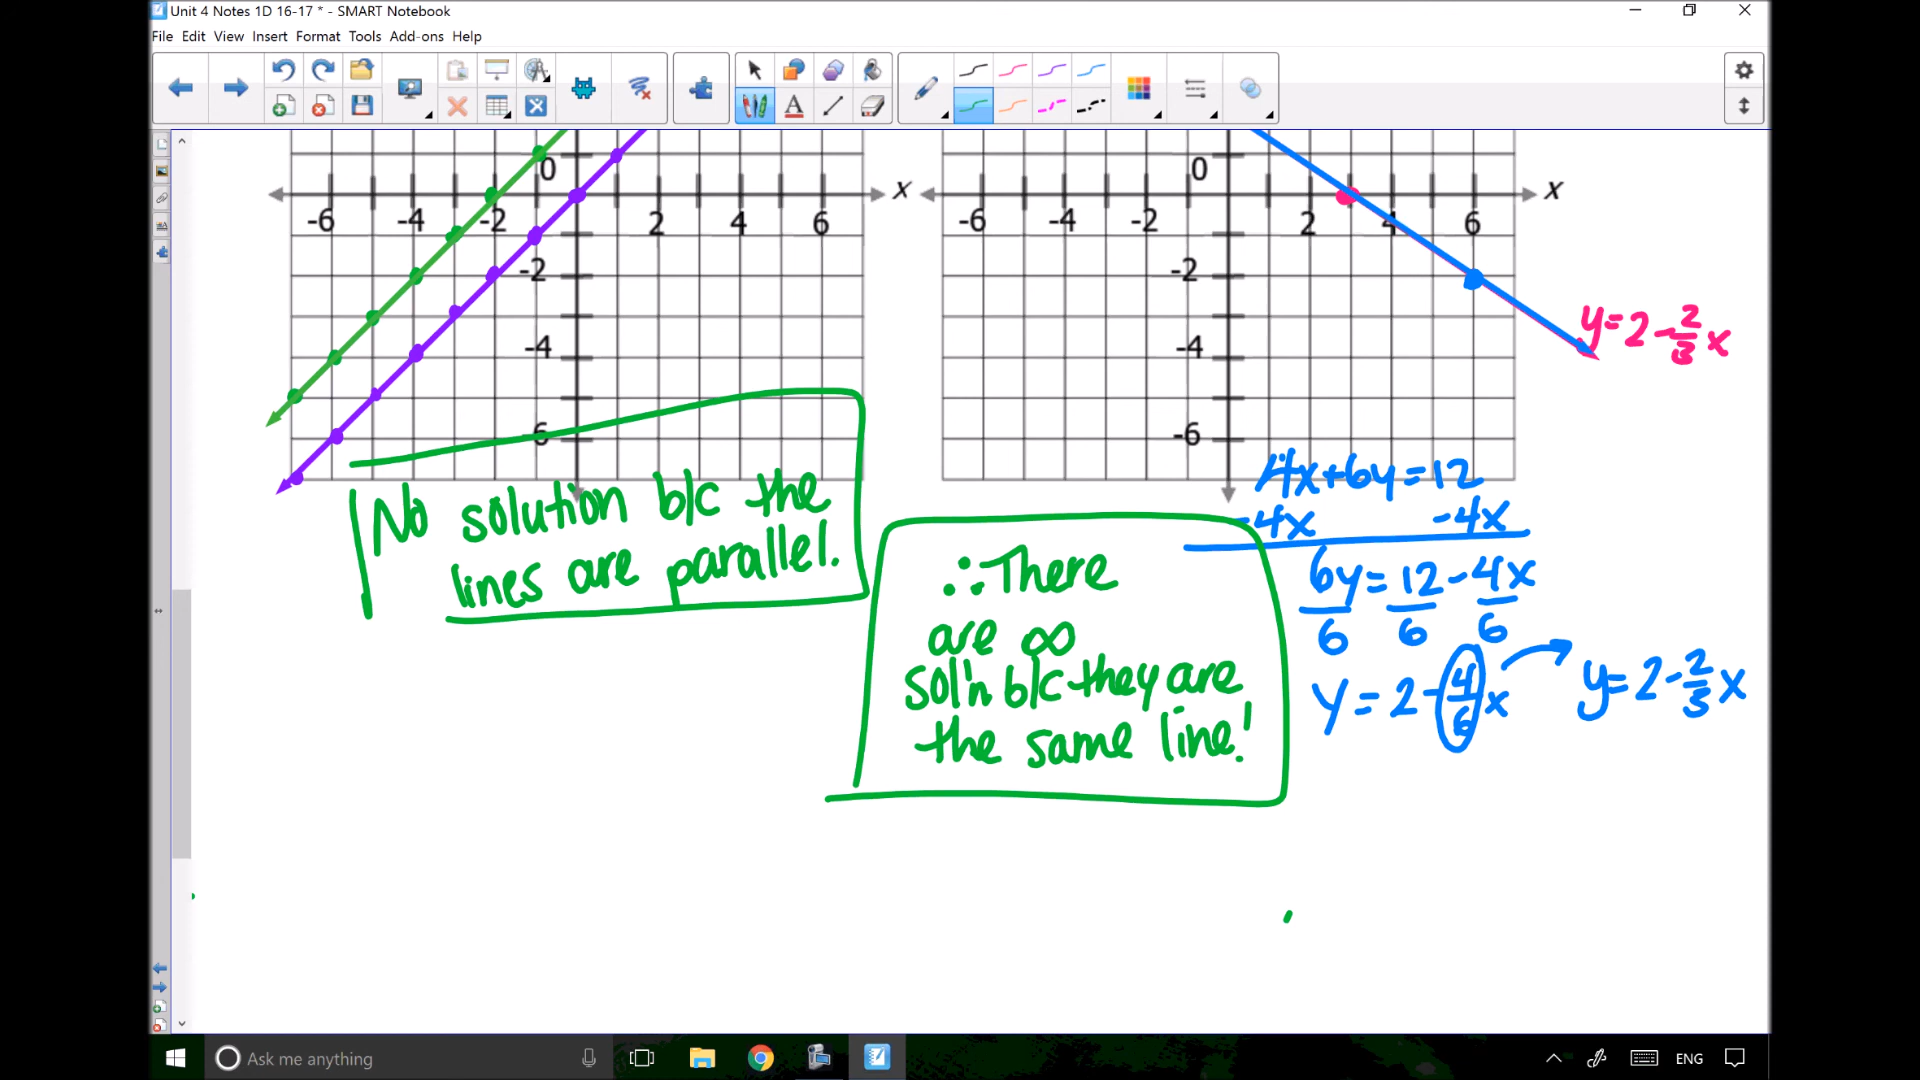 Unit 4 Notes 1D 16-17 * - SMART Notebook
File Edit View Insert Format Tools Add-ons Help
0
x
-6 -4 -2 2 4 6
-2
-4
-6
0
x
-6 -4 -2 2 4 6
-2
-4
-6
y=2-2/3x
No solution b/c the
lines are parallel.
∴ There
are ∞
sol'n b/c they are
the same line!
4x+6y=12
-4x -4x
6y=12-4x
6 6 6
y=2-4/6x
y=2-2/3x
Ask me anything
ENG